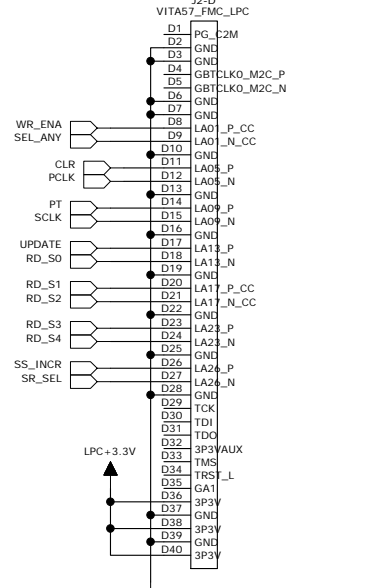 J2-D
VITA57_FMC_LPC
D1 PG_C2M
D2 GND
D3 GND
D4 GBTCLK0_M2C_P
D5 GBTCLK0_M2C_N
D6 GND
D7 GND
WR_ENA D8 LA01_P_CC
SEL_ANY D9 LA01_N_CC
D10 GND
CLR D11 LA05_P
PCLK D12 LA05_N
D13 GND
PT D14 LA09_P
SCLK D15 LA09_N
D16 GND
UPDATE D17 LA13_P
RD_S0 D18 LA13_N
D19 GND
RD_S1 D20 LA17_P_CC
RD_S2 D21 LA17_N_CC
D22 GND
RD_S3 D23 LA23_P
RD_S4 D24 LA23_N
D25 GND
SS_INCR D26 LA26_P
SR_SEL D27 LA26_N
D28 GND
D29 TCK
D30 TDI
D31 TDO
D32 3P3VAUX
LPC+3.3V
D33 TMS
D34 TRST_L
D35 GA1
D36 3P3V
D37 GND
D38 3P3V
D39 GND
D40 3P3V